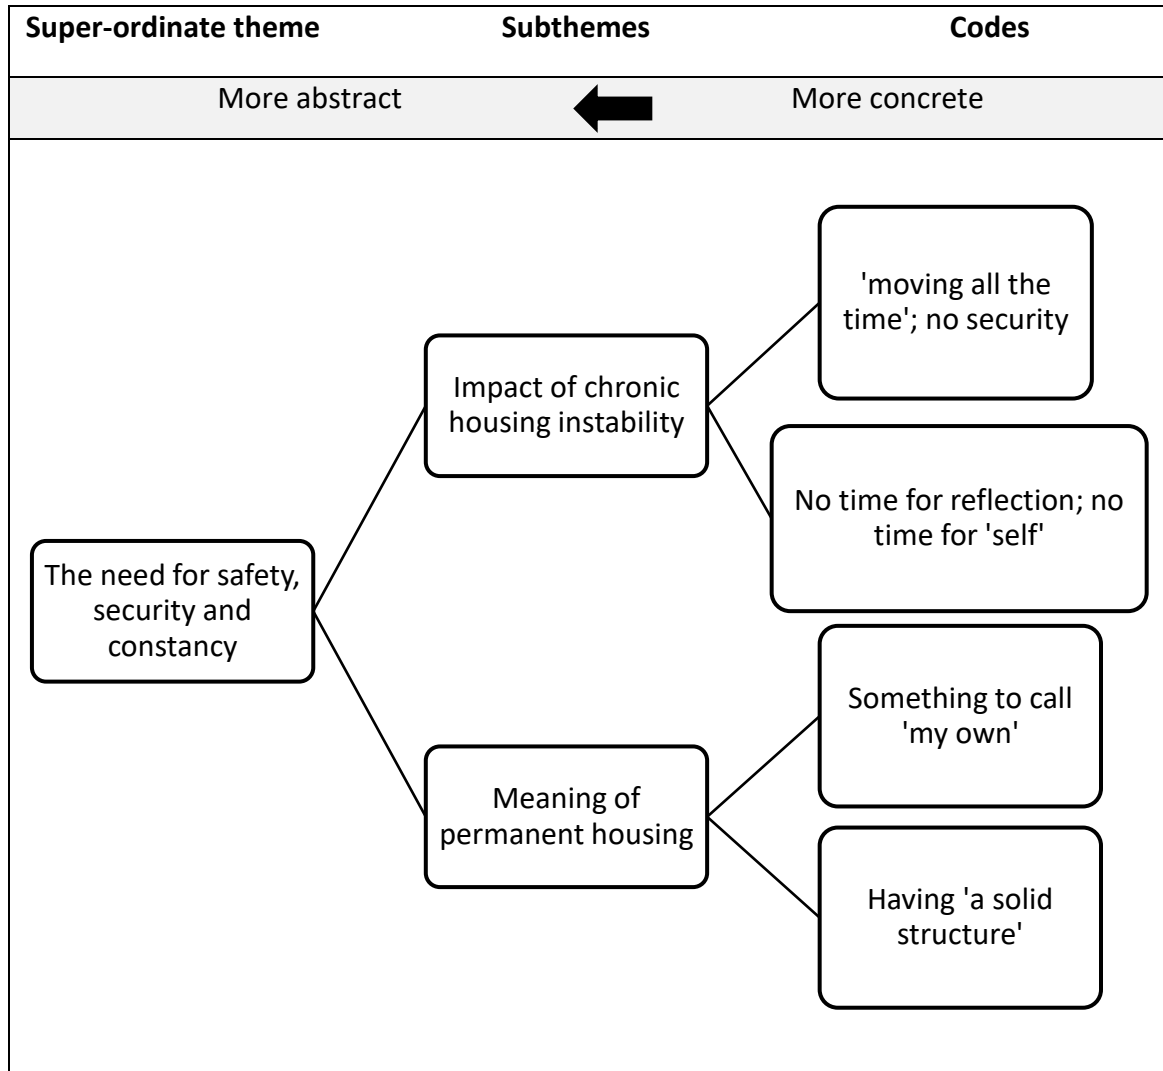 Super-ordinate theme Subthemes Codes
More abstract More concrete
'moving all the
time'; no security
Impact of chronic
housing instability
No time for reflection; no
time for 'self'
The need for safety,
security and
constancy
Something to call
'my own'
Meaning of
permanent housing
Having 'a solid
structure'